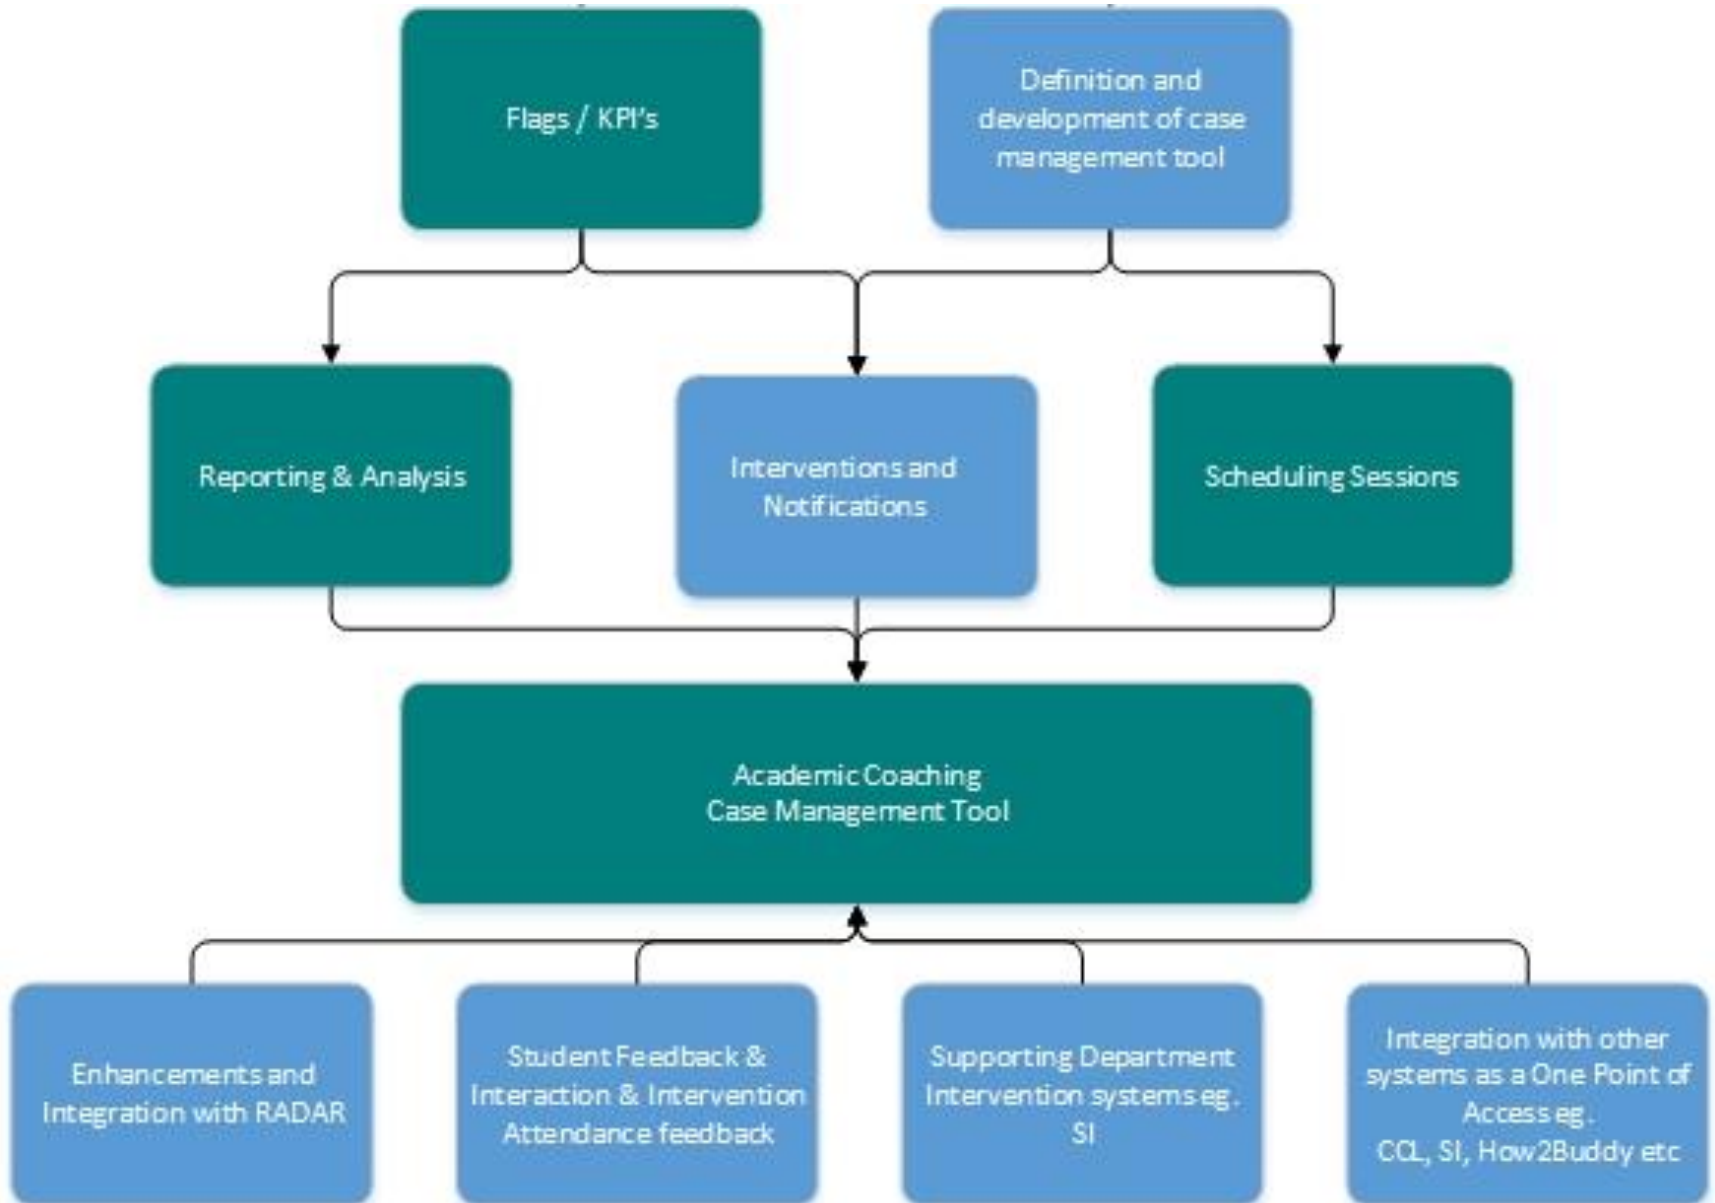 Flags / KPI's
Definition and
development of case
management tool
Reporting & Analysis
Interventions and
Notifications
Scheduling Sessions
Academic Coaching
Case Management Tool
Enhancements and
Integration with RADAR
Student Feedback &
Interaction & Intervention
Attendance feedback
Supporting Department
Intervention systems eg.
SI
Integration with other
systems as a One Point of
Access eg.
CCL, SI, How2Buddy etc